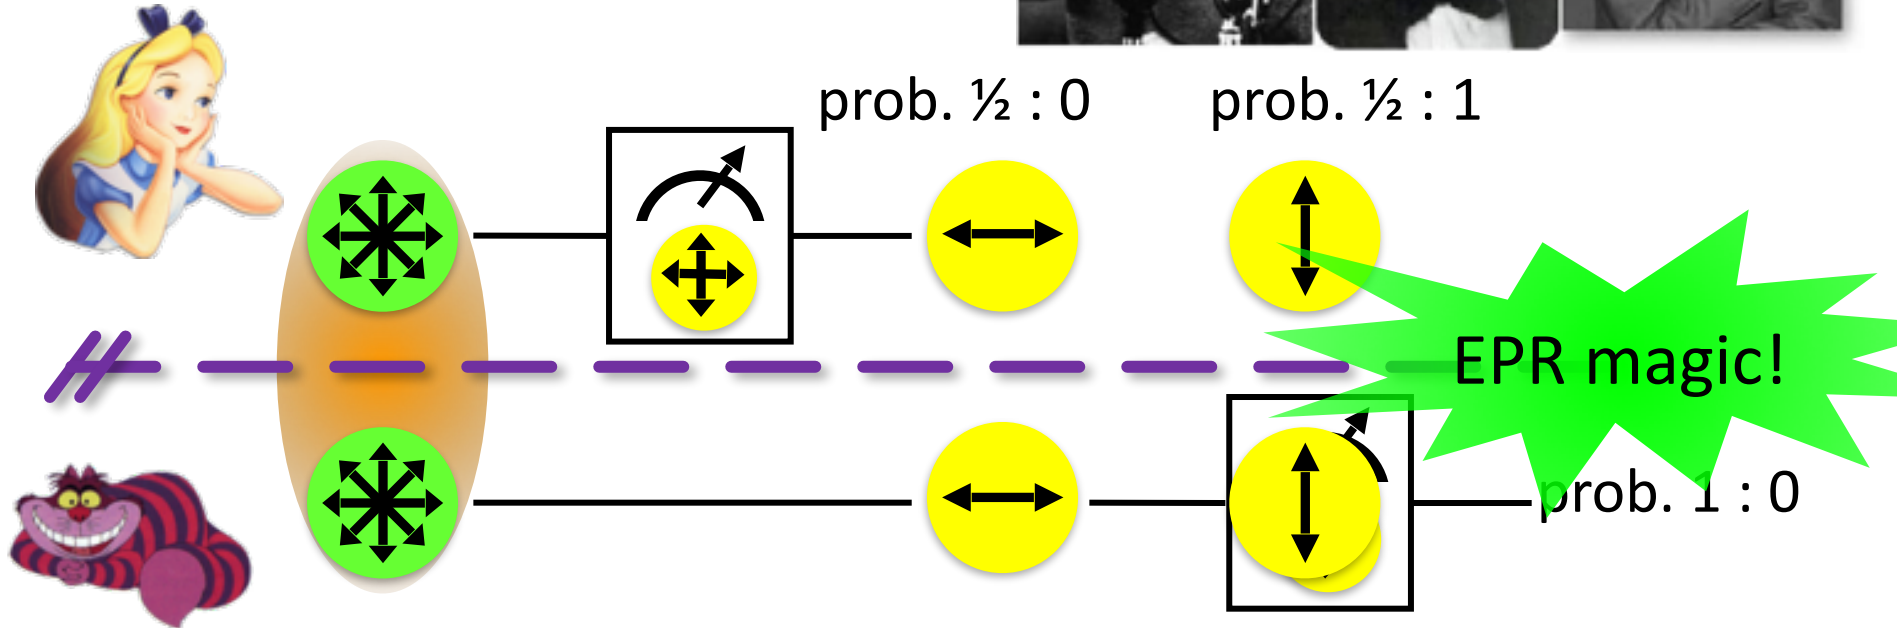 prob. ½ : 0
prob. ½ : 1
EPR magic!
prob. 1 : 0